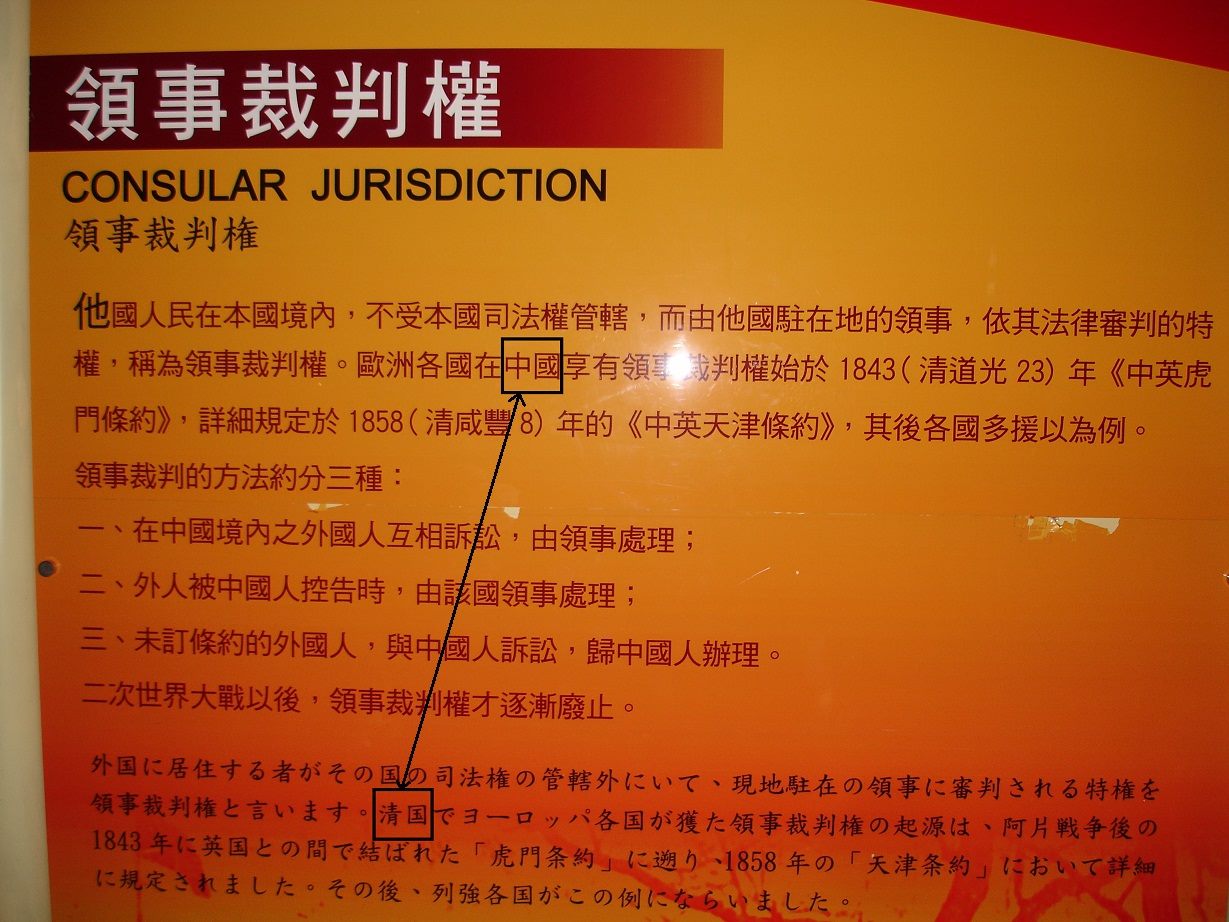 領事裁判權
CONSULAR JURISDICTION
領事裁判権
他國人民在本國境內，不受本國司法權管轄，而由他國駐在地的領事，依其法律審判的特
權，稱為領事裁判權。歐洲各國在中國享有領事裁判權始於 1843（清道光 23）年《中英虎
門條約》，詳細規定於 1858（清咸豐 8）年的《中英天津條約》，其後各國多援以為例。
領事裁判的方法約分三種：
一、在中國境內之外國人互相訴訟，由領事處理；
二、外人被中國人控告時，由該國領事處理；
三、未訂條約的外國人，與中國人訴訟，歸中國人辦理。
二次世界大戰以後，領事裁判權才逐漸廢止。
外国に居住する者がその国の司法権の管轄外にいて、現地駐在の領事に審判される特権を
領事裁判権と言います。清国でヨーロッパ各国が獲た領事裁判権の起源は、阿片戦争後の
1843 年に英国との間で結ばれた「虎門条約」に遡り、1858 年の「天津条約」において詳細
に規定されました。その後、列強各国がこの例にならいました。